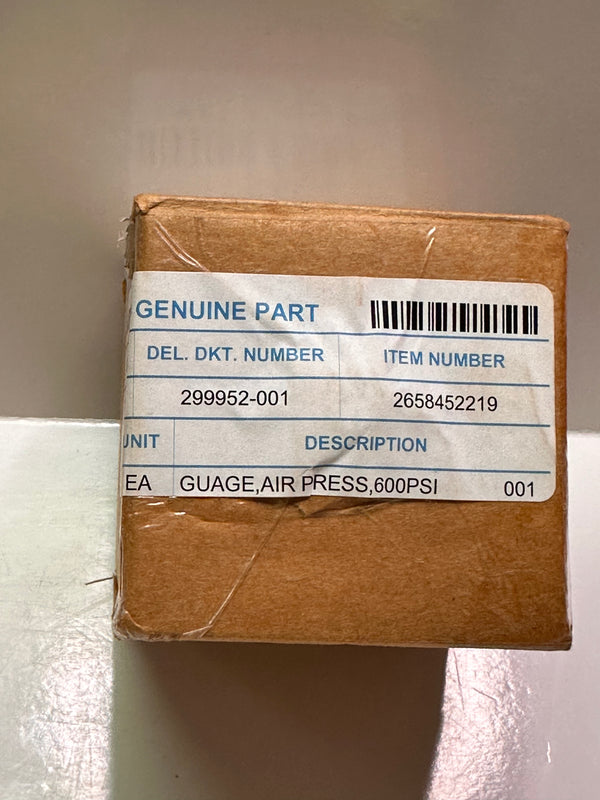 GENUINE PART
DEL. DKT. NUMBER ITEM NUMBER
299952-001 2658452219
UNIT DESCRIPTION
EA GUAGE,AIR PRESS,600PSI 001